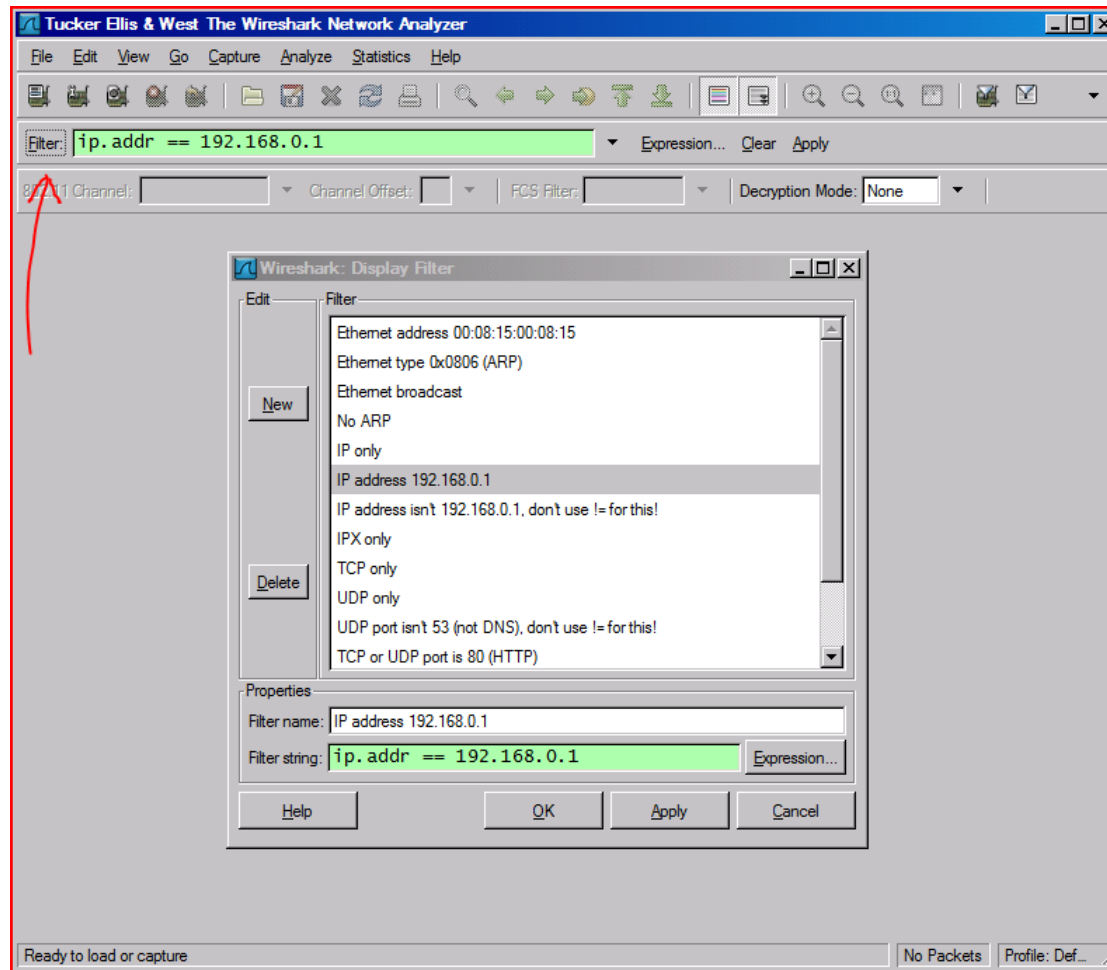 Tucker Ellis & West The Wireshark Network Analyzer
File Edit View Go Capture Analyze Statistics Help
Filter: ip.addr == 192.168.0.1 Expression... Clear Apply
802.11 Channel: Channel Offset: FCS Filter: Decryption Mode: None
Wireshark: Display Filter
Edit Filter
Ethernet address 00:08:15:00:08:15
Ethernet type 0x0806 (ARP)
Ethernet broadcast
New
No ARP
IP only
IP address 192.168.0.1
IP address isn't 192.168.0.1, don't use != for this!
IPX only
TCP only
Delete
UDP only
UDP port isn't 53 (not DNS), don't use != for this!
TCP or UDP port is 80 (HTTP)
Properties
Filter name: IP address 192.168.0.1
Filter string: ip.addr == 192.168.0.1 Expression...
Help OK Apply Cancel
Ready to load or capture No Packets Profile: Def...